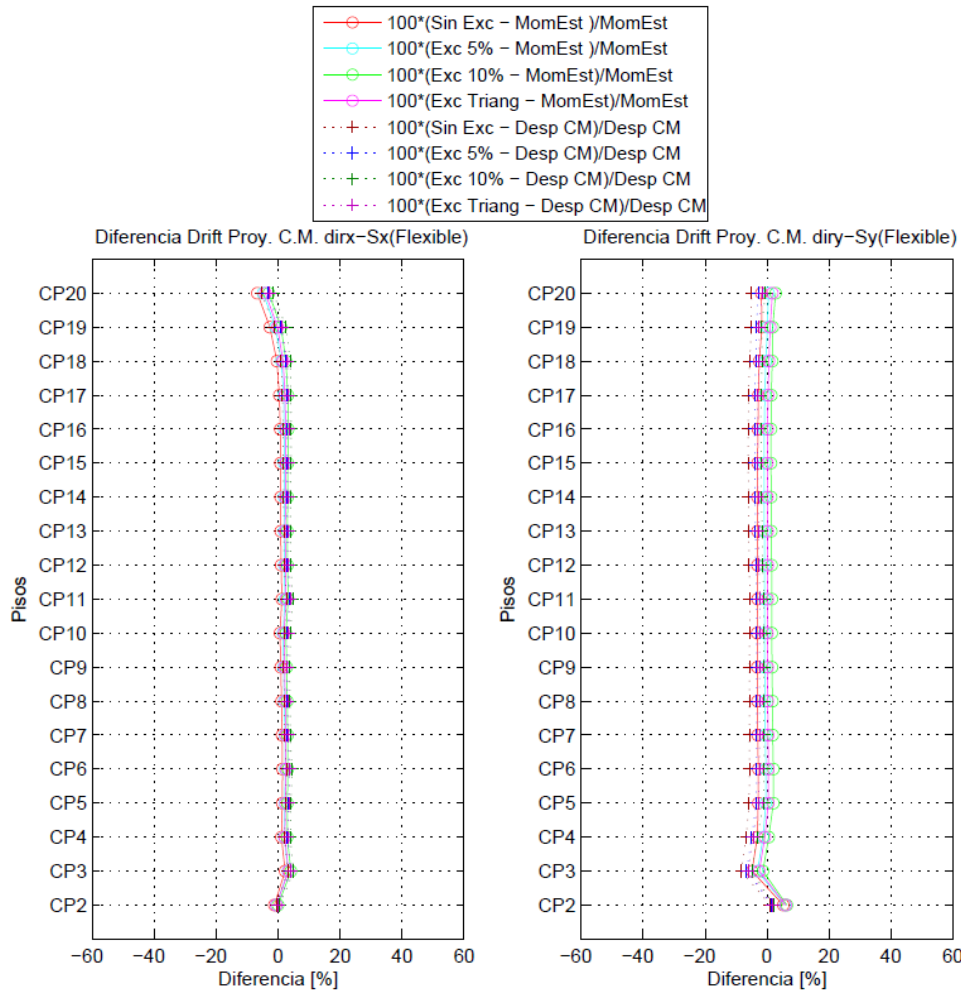 100*(Sin Exc − MomEst )/MomEst
100*(Exc 5% − MomEst )/MomEst
100*(Exc 10% − MomEst)/MomEst
100*(Exc Triang − MomEst)/MomEst
100*(Sin Exc − Desp CM)/Desp CM
100*(Exc 5% − Desp CM)/Desp CM
100*(Exc 10% − Desp CM)/Desp CM
100*(Exc Triang − Desp CM)/Desp CM
Diferencia Drift Proy. C.M. dirx−Sx(Flexible)
CP20
CP19
CP18
CP17
CP16
CP15
CP14
CP13
CP12
CP11
CP10
CP9
CP8
CP7
CP6
CP5
CP4
CP3
CP2
Pisos
−60 −40 −20 0 20 40 60
Diferencia [%]
Diferencia Drift Proy. C.M. diry−Sy(Flexible)
CP20
CP19
CP18
CP17
CP16
CP15
CP14
CP13
CP12
CP11
CP10
CP9
CP8
CP7
CP6
CP5
CP4
CP3
CP2
Pisos
−60 −40 −20 0 20 40 60
Diferencia [%]